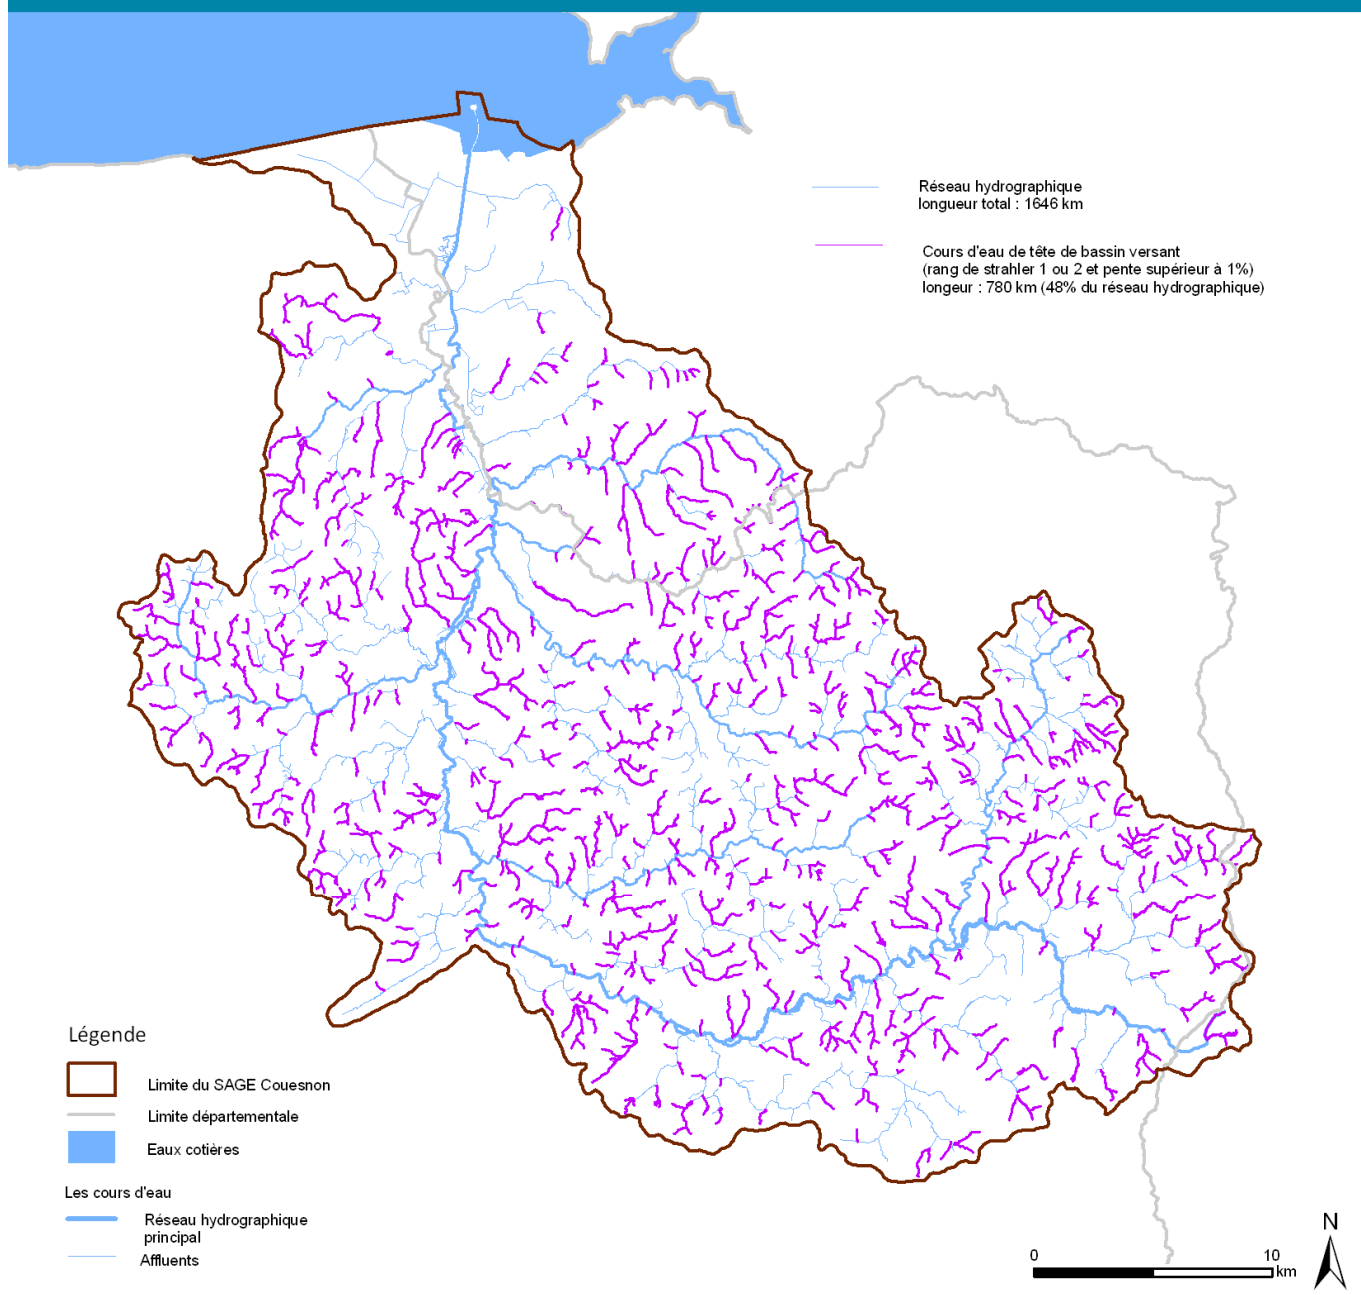 Réseau hydrographique
longueur total : 1646 km
Cours d'eau de tête de bassin versant
(rang de strahler 1 ou 2 et pente supérieur à 1%)
longeur : 780 km (48% du réseau hydrographique)
Légende
Limite du SAGE Couesnon
Limite départementale
Eaux cotières
Les cours d'eau
Réseau hydrographique
principal
Affluents
N
0 10
km